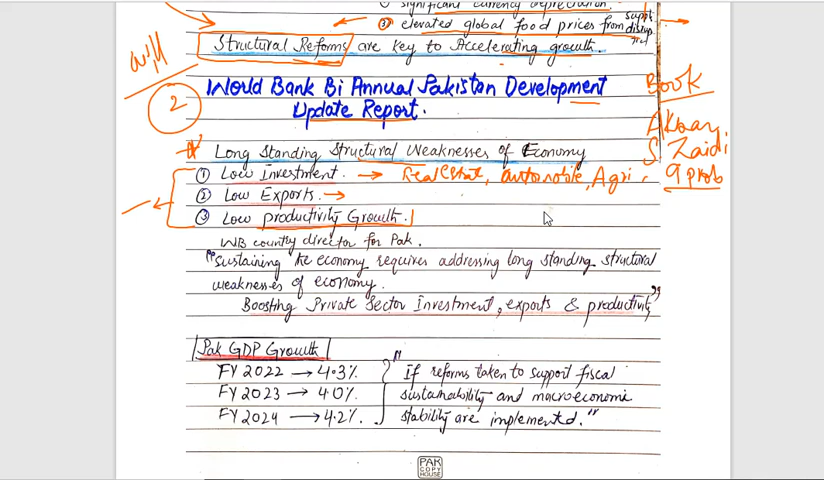 significant currency depreciation
③ elevated global food prices from supply disrup
Structural Reforms are key to Accelerating growth.
will
② World Bank Bi Annual Pakistan Development
Update Report.
Book
Akbar
S Zaidi
9 prob
Long Standing Structural Weaknesses of Economy
① Low Investment. → Real Estat, automobile, Agri.
② Low Exports. →
③ Low productivity Growth.
WB country director for Pak.
"Sustaining the economy requires addressing long standing structural
weaknesses of economy.
Boosting Private Sector Investment, exports & productivity"
Pak GDP Growth
FY 2022 → 4.3%
FY 2023 → 4.0%
FY 2024 → 4.2%.
"If reforms taken to support fiscal
sustainability and macroeconomic
stability are implemented."
PAK
COPY
HOUSE